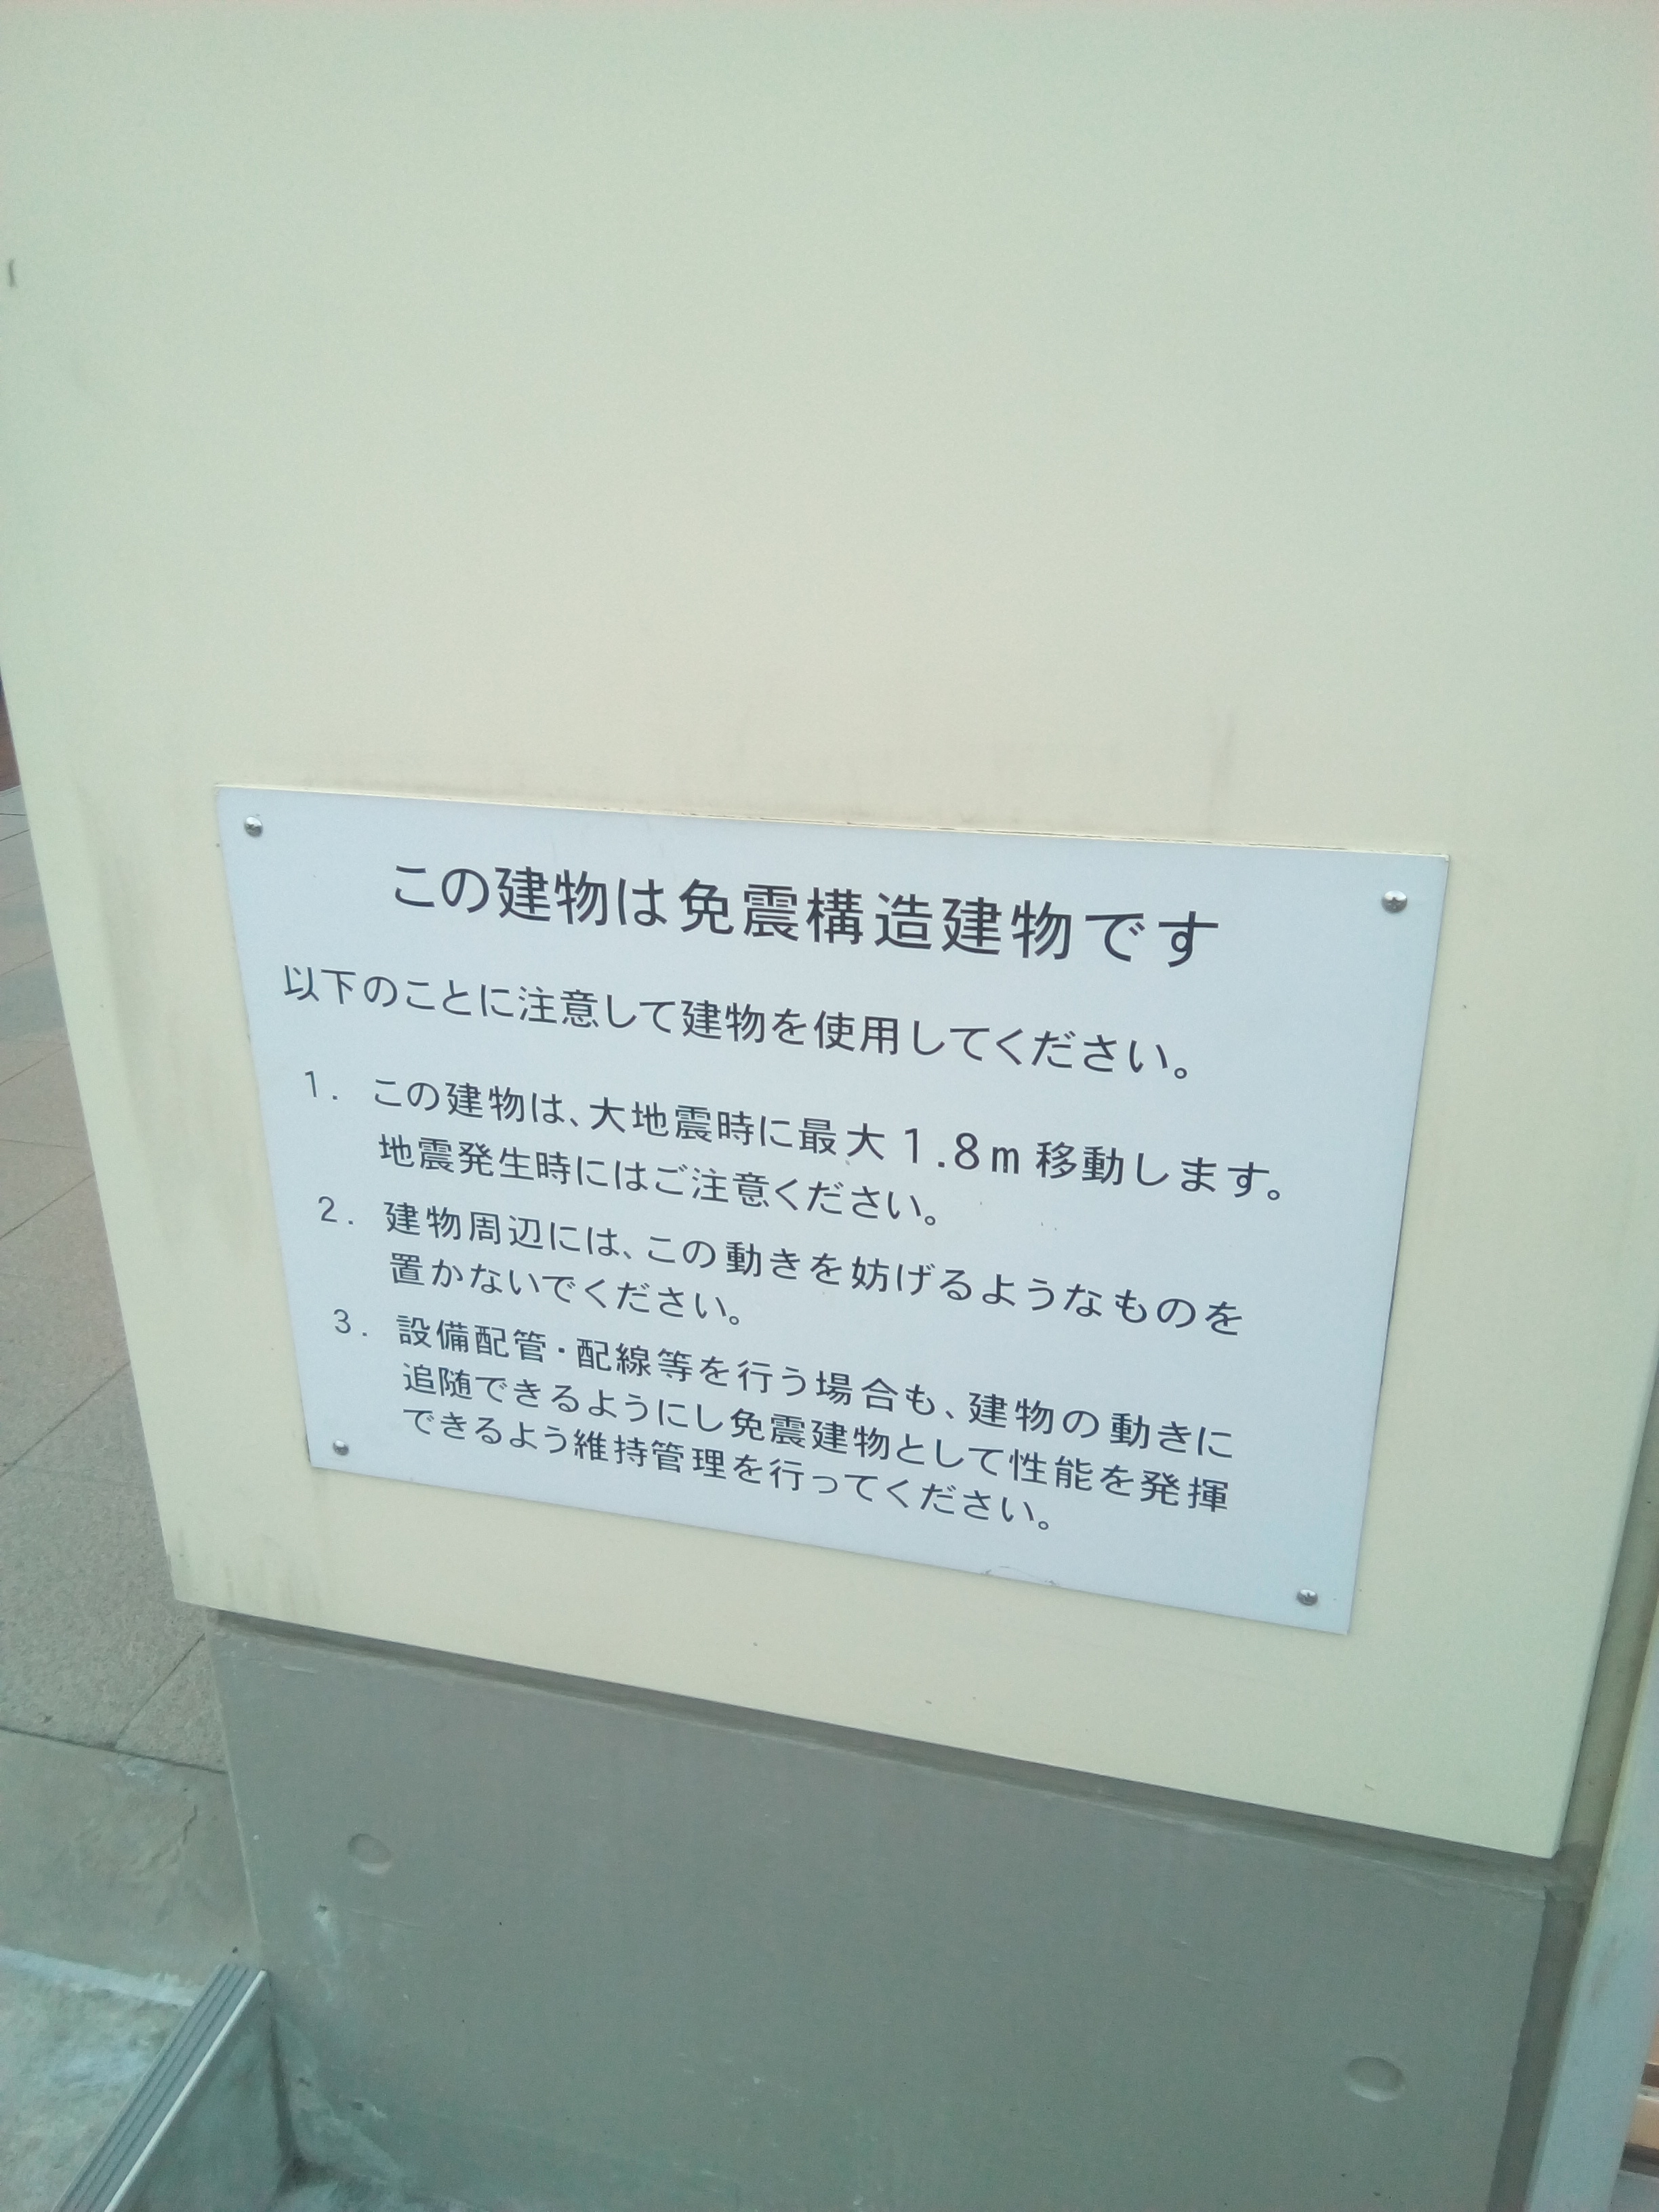 この建物は免震構造建物です
以下のことに注意して建物を使用してください。
1. この建物は、大地震時に最大1.8m移動します。
地震発生時にはご注意ください。
2. 建物周辺には、この動きを妨げるようなものを
置かないでください。
3. 設備配管・配線等を行う場合も、建物の動きに
追随できるようにし免震建物として性能を発揮
できるよう維持管理を行ってください。